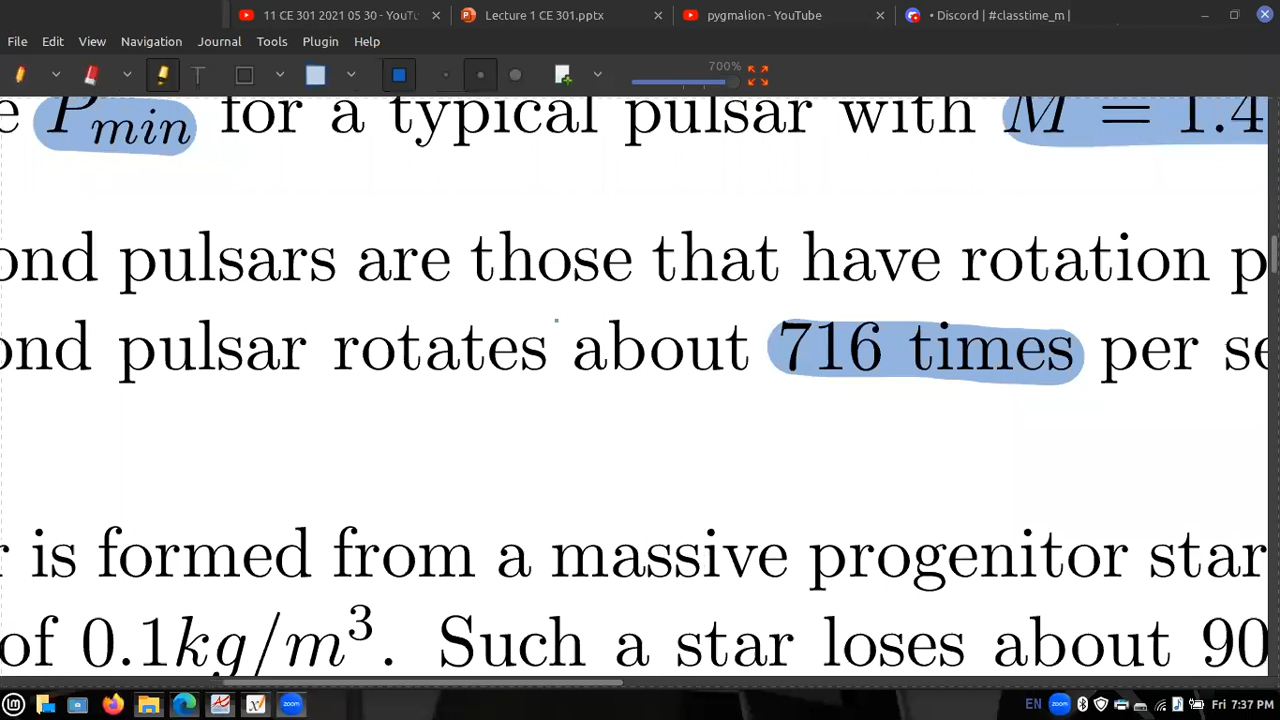 11 CE 301 2021 05 30 - YouTu
Lecture 1 CE 301.pptx
pygmalion - YouTube
• Discord | #classtime_m |
File Edit View Navigation Journal Tools Plugin Help
700%
e P_min for a typical pulsar with M = 1.4
ond pulsars are those that have rotation p
ond pulsar rotates about 716 times per se
r is formed from a massive progenitor star
of 0.1kg/m³. Such a star loses about 90
EN
zoom
zoom
Fri, 7:37 PM